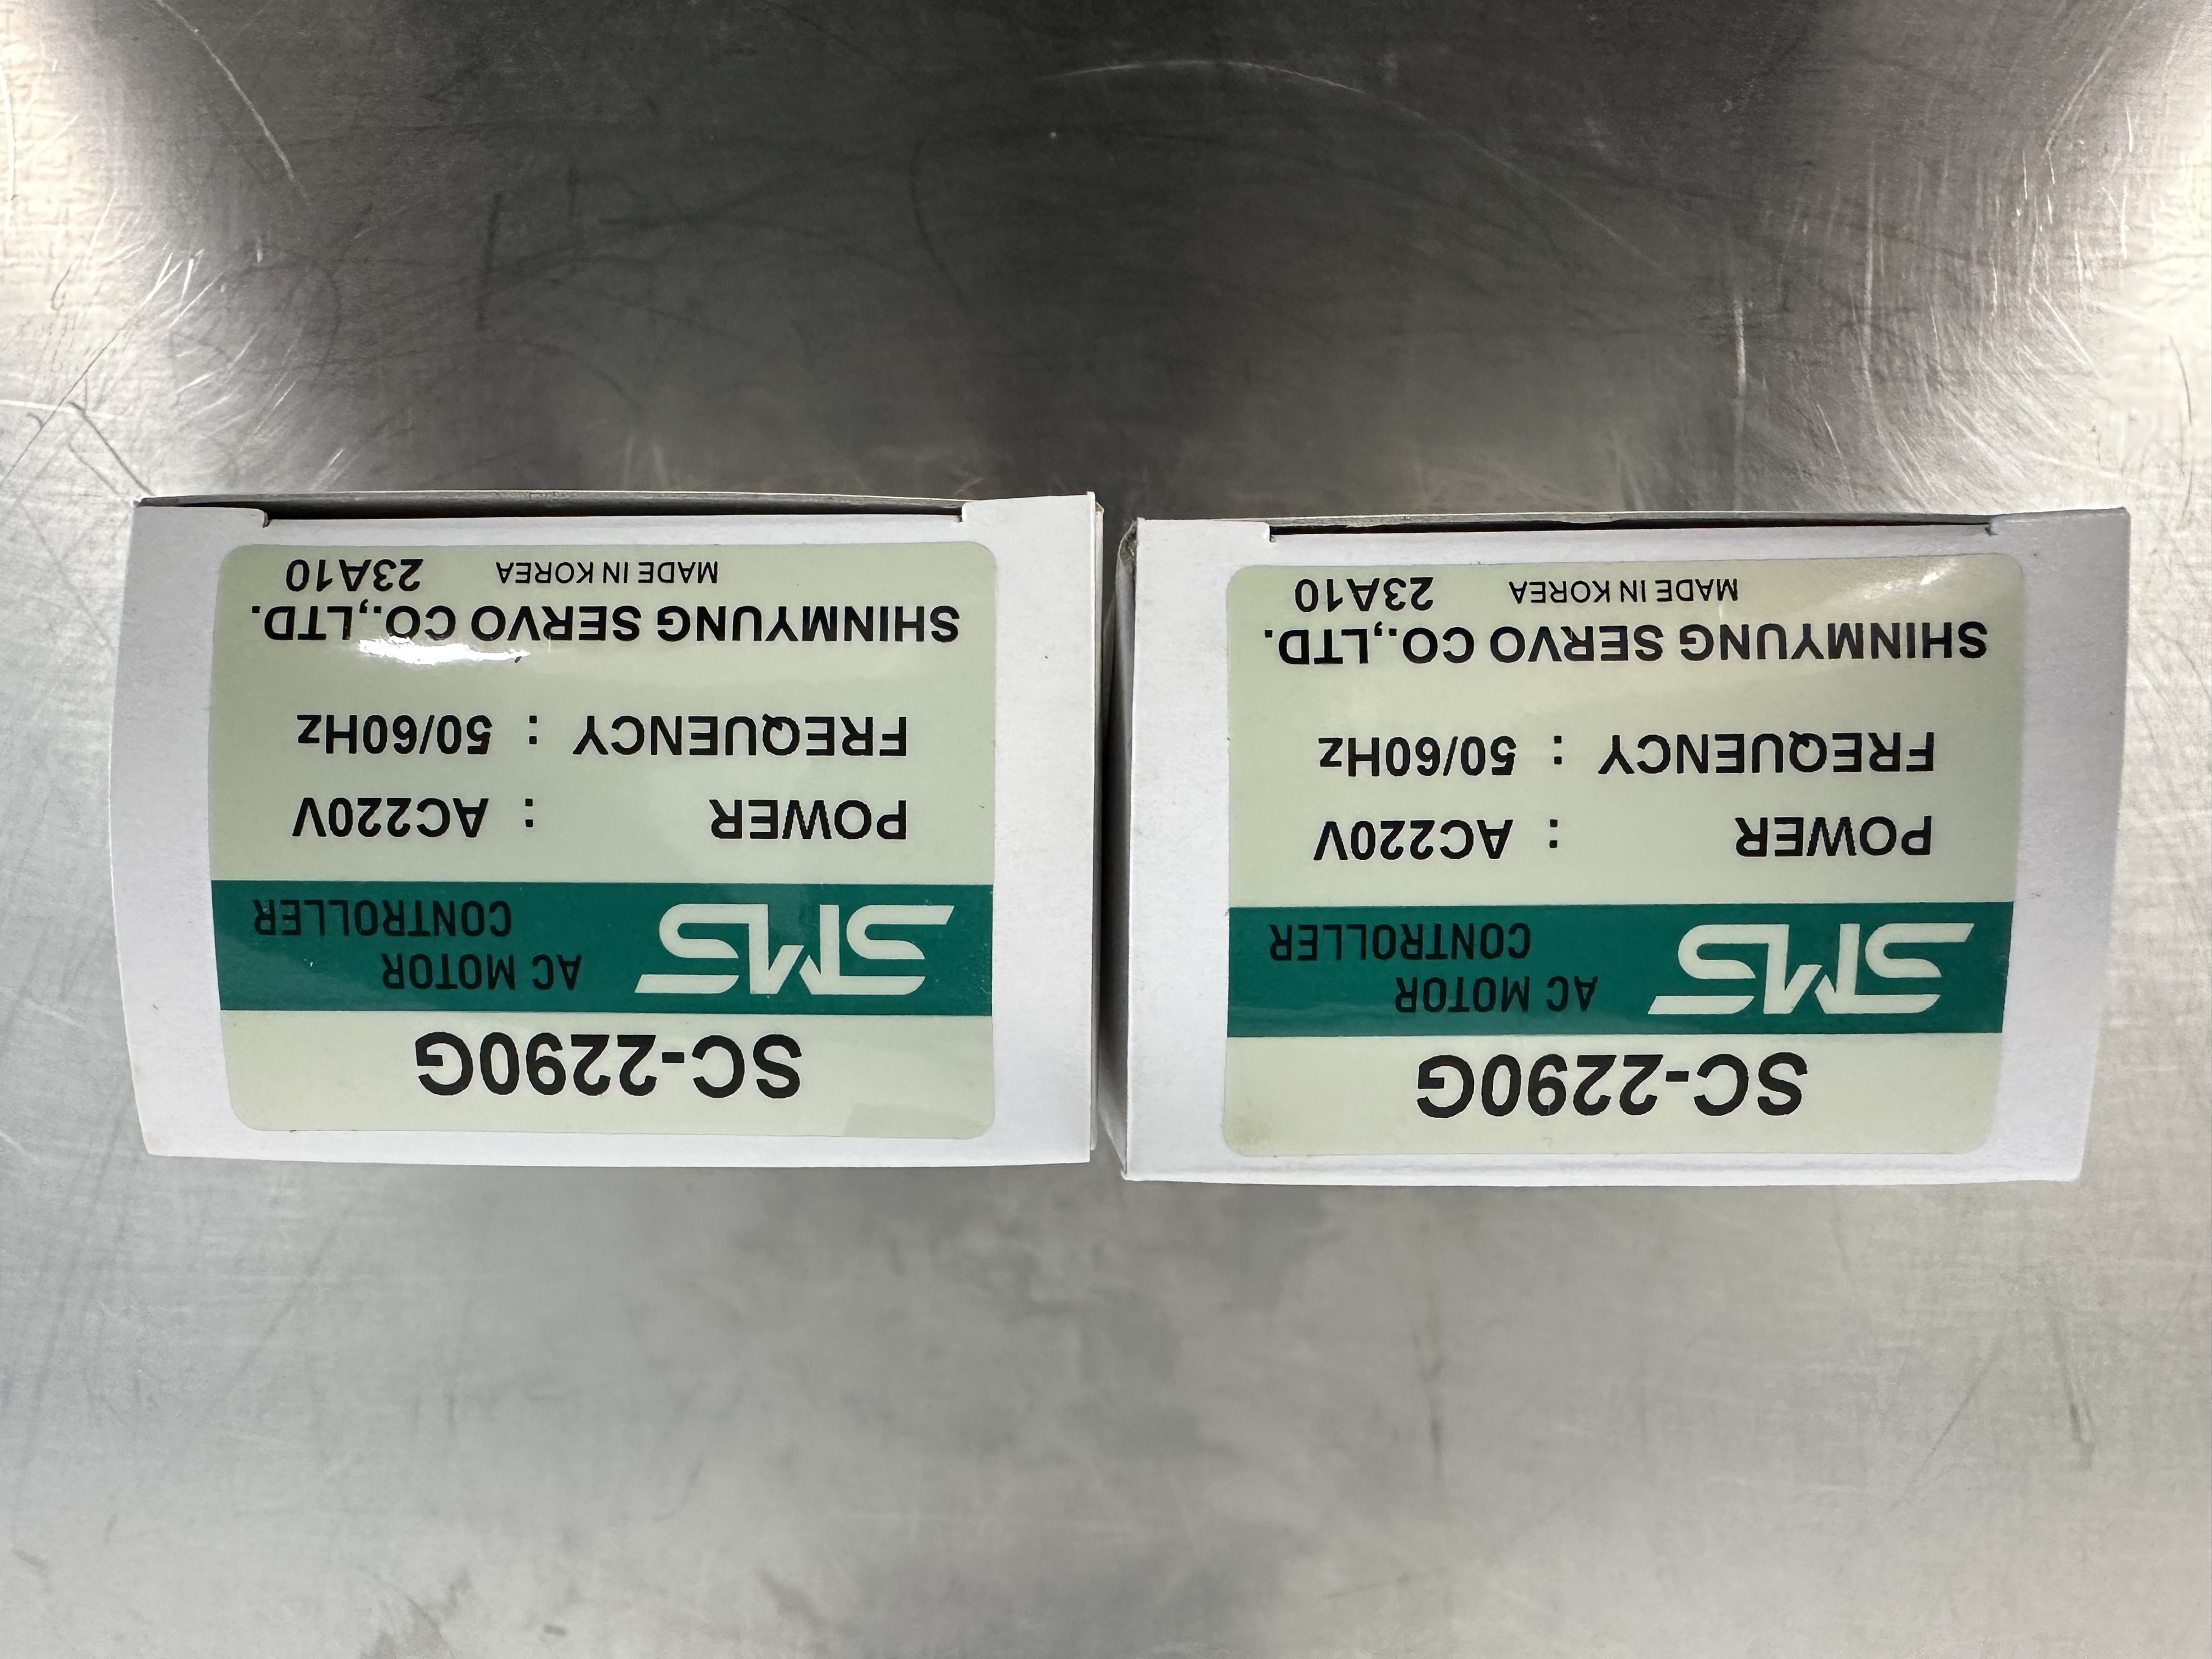 SC-2290G
SMS AC MOTOR
CONTROLLER
POWER : AC220V
FREQUENCY : 50/60Hz
SHINMYUNG SERVO CO.,LTD.
MADE IN KOREA 23A10
SC-2290G
SMS AC MOTOR
CONTROLLER
POWER : AC220V
FREQUENCY : 50/60Hz
SHINMYUNG SERVO CO.,LTD.
MADE IN KOREA 23A10